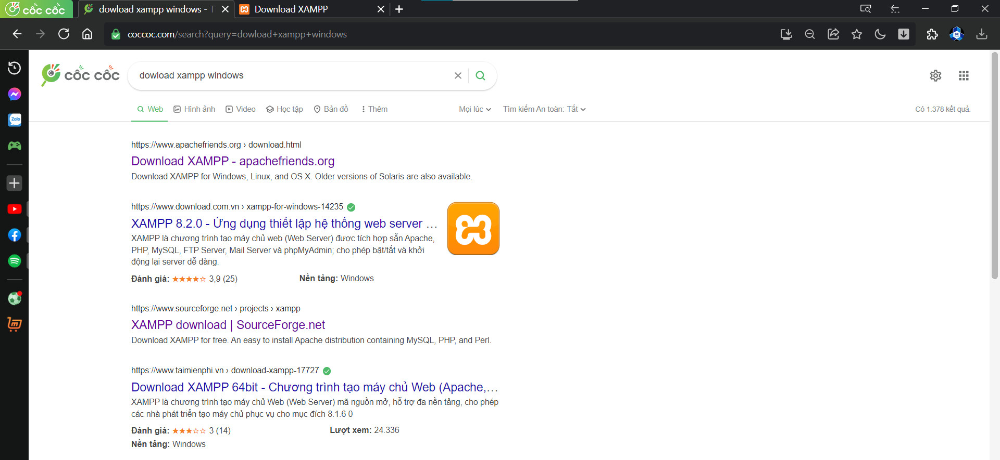 cốc cốc
dowload xampp windows - T
Download XAMPP
coccoc.com/search?query=dowload+xampp+windows
BK
Zalo
cốc cốc
dowload xampp windows
Web
Hình ảnh
Video
Học tập
Bản đồ
Thêm
Mọi lúc
Tìm kiếm An toàn: Tắt
Có 1.378 kết quả.
https://www.apachefriends.org › download.html
Download XAMPP - apachefriends.org
Download XAMPP for Windows, Linux, and OS X. Older versions of Solaris are also available.
https://www.download.com.vn › xampp-for-windows-14235
XAMPP 8.2.0 - Ứng dụng thiết lập hệ thống web server …
XAMPP là chương trình tạo máy chủ web (Web Server) được tích hợp sẵn Apache,
PHP, MySQL, FTP Server, Mail Server và phpMyAdmin; cho phép bật/tắt và khởi
động lại server dễ dàng.
Đánh giá: ★★★★☆ 3,9 (25)
Nền tảng: Windows
https://www.sourceforge.net › projects › xampp
XAMPP download | SourceForge.net
Download XAMPP for free. An easy to install Apache distribution containing MySQL, PHP, and Perl.
https://www.taimienphi.vn › download-xampp-17727
Download XAMPP 64bit - Chương trình tạo máy chủ Web (Apache,…
XAMPP là chương trình tạo máy chủ Web (Web Server) mã nguồn mở, hỗ trợ đa nền tảng, cho phép
các nhà phát triển tạo máy chủ phục vụ cho mục đích 8.1.6 0
Đánh giá: ★★★☆☆ 3 (14)
Lượt xem: 24.336
Nền tảng: Windows